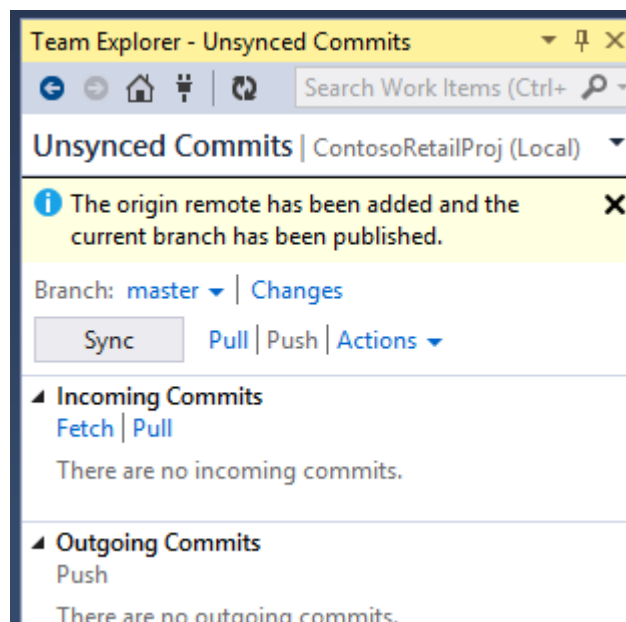 Team Explorer - Unsynced Commits
Search Work Items (Ctrl+
Unsynced Commits | ContosoRetailProj (Local)
The origin remote has been added and the
current branch has been published.
Branch: master | Changes
Sync Pull | Push | Actions
Incoming Commits
Fetch | Pull
There are no incoming commits.
Outgoing Commits
Push
There are no outgoing commits.